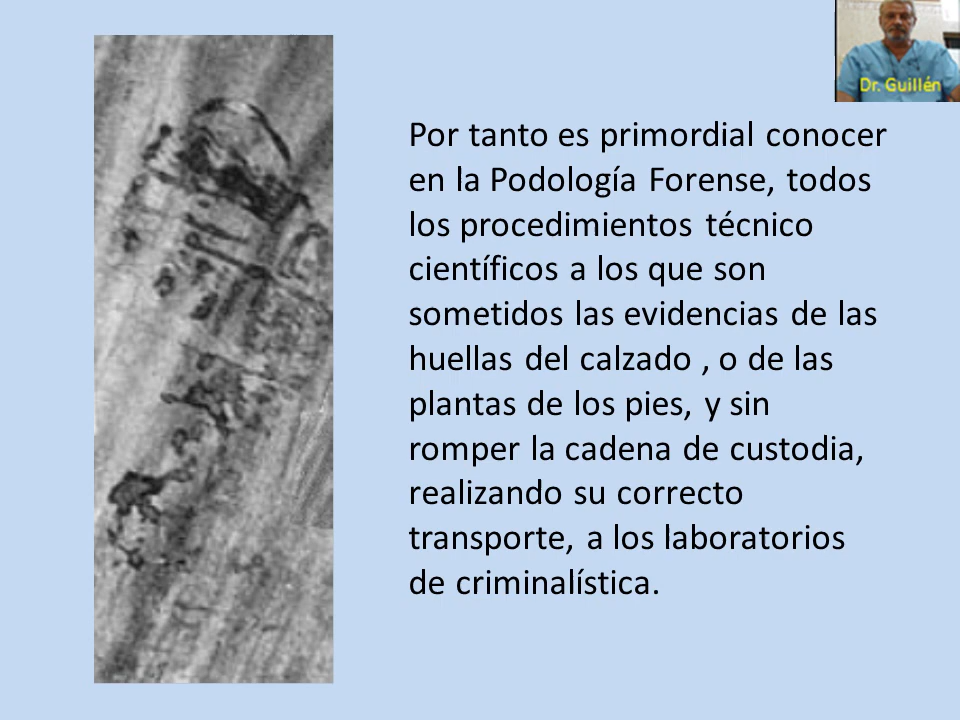 Dr. Guillén
Por tanto es primordial conocer
en la Podología Forense, todos
los procedimientos técnico
científicos a los que son
sometidos las evidencias de las
huellas del calzado , o de las
plantas de los pies, y sin
romper la cadena de custodia,
realizando su correcto
transporte, a los laboratorios
de criminalística.